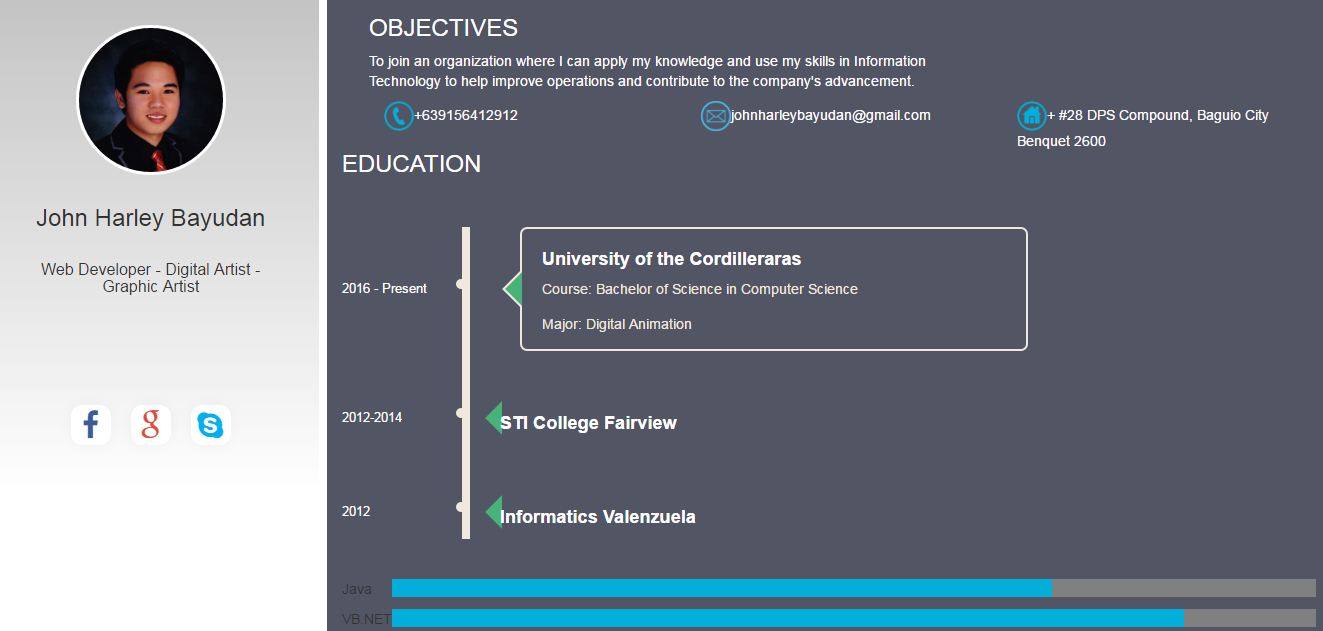 John Harley Bayudan
Web Developer - Digital Artist -
Graphic Artist
f
g
S
OBJECTIVES
To join an organization where I can apply my knowledge and use my skills in Information
Technology to help improve operations and contribute to the company's advancement.
+639156412912
johnharleybayudan@gmail.com
+ #28 DPS Compound, Baguio City
Benquet 2600
EDUCATION
2016 - Present
University of the Cordilleraras
Course: Bachelor of Science in Computer Science
Major: Digital Animation
2012-2014
STI College Fairview
2012
Informatics Valenzuela
Java
VB.NET